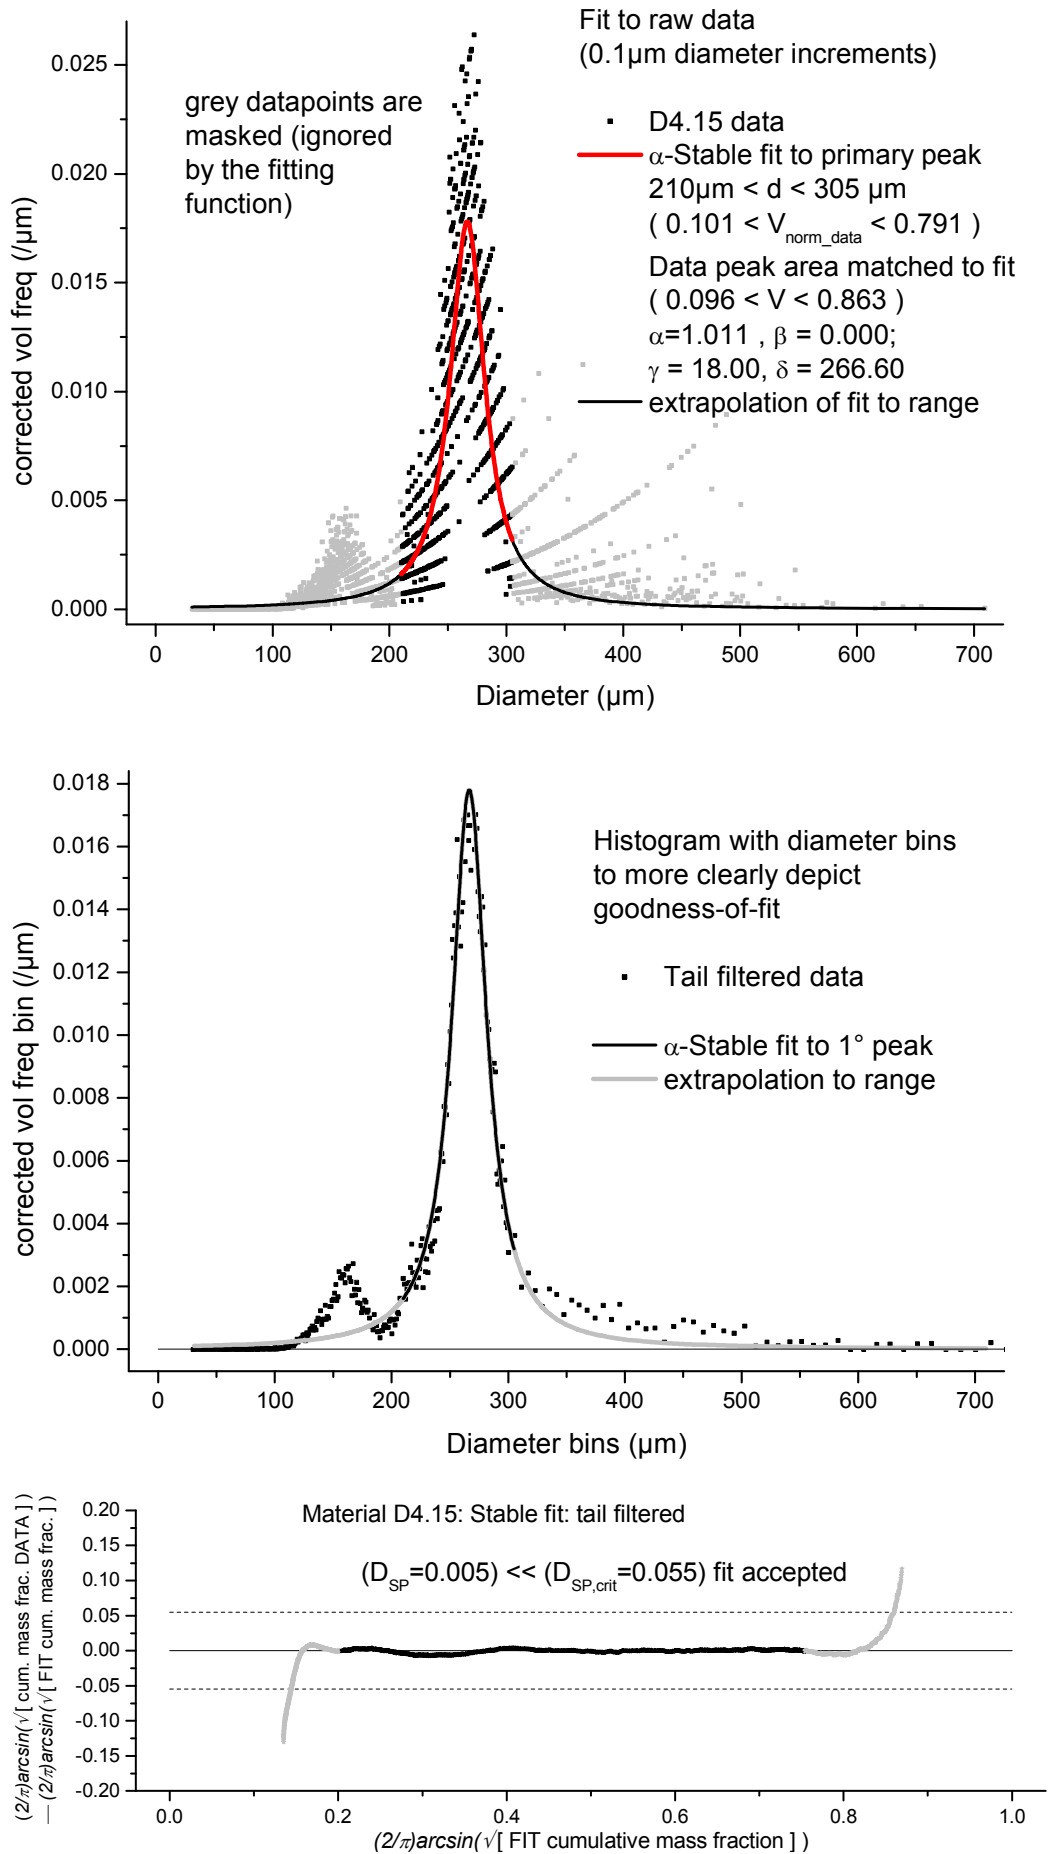 Fit to raw data
(0.1µm diameter increments)
grey datapoints are
masked (ignored
by the fitting
function)
D4.15 data
α-Stable fit to primary peak
210µm < d < 305 µm
( 0.101 < Vnorm_data < 0.791 )
Data peak area matched to fit
( 0.096 < V < 0.863 )
α=1.011 , β = 0.000;
γ = 18.00, δ = 266.60
extrapolation of fit to range
corrected vol freq (/µm)
0.025
0.020
0.015
0.010
0.005
0.000
0 100 200 300 400 500 600 700
Diameter (µm)
0.018
0.016
0.014
0.012
0.010
0.008
0.006
0.004
0.002
0.000
corrected vol freq bin (/µm)
Histogram with diameter bins
to more clearly depict
goodness-of-fit
Tail filtered data
α-Stable fit to 1° peak
extrapolation to range
0 100 200 300 400 500 600 700
Diameter bins (µm)
(2/π)arcsin(√[ cum. mass frac. DATA ] )
— (2/π)arcsin(√[ FIT cum. mass frac. ] )
0.20
0.15
0.10
0.05
0.00
-0.05
-0.10
-0.15
-0.20
Material D4.15: Stable fit: tail filtered
(DSP=0.005) << (DSP,crit=0.055) fit accepted
0.0 0.2 0.4 0.6 0.8 1.0
(2/π)arcsin(√[ FIT cumulative mass fraction ] )